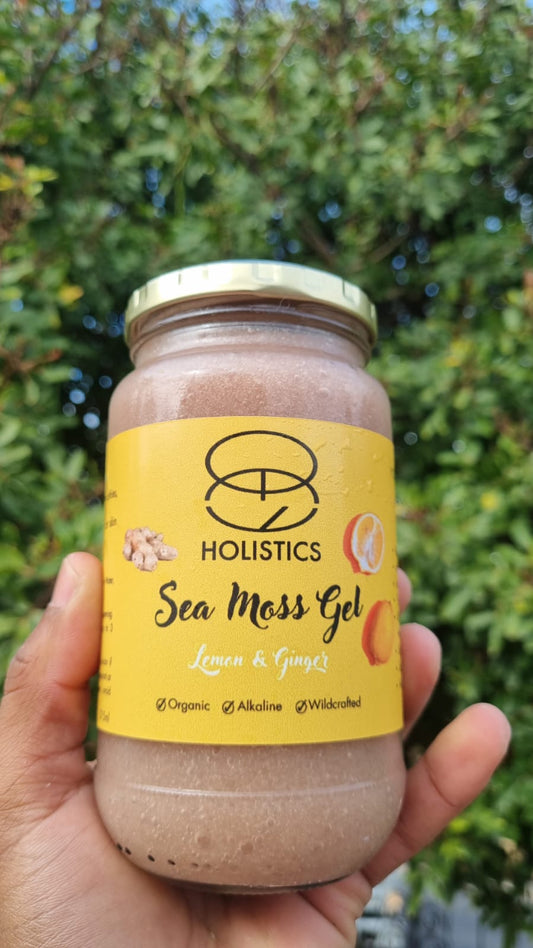 HOLISTICS
Sea Moss Gel
Lemon & Ginger
Organic Alkaline Wildcrafted